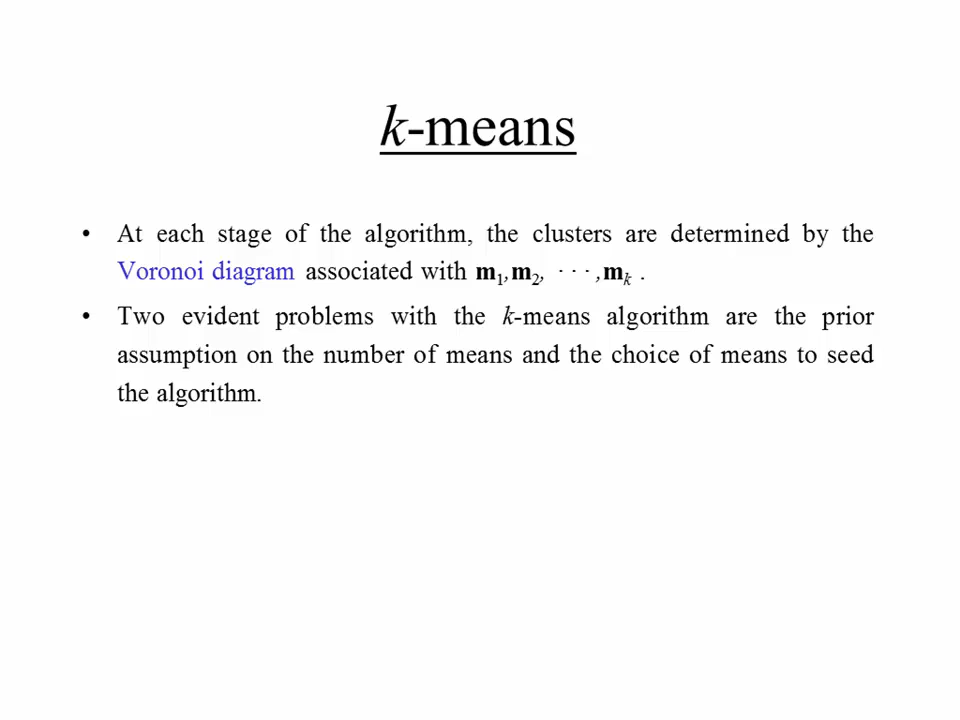 k-means
• At each stage of the algorithm, the clusters are determined by the
Voronoi diagram associated with m1,m2, ··· ,mk .
• Two evident problems with the k-means algorithm are the prior
assumption on the number of means and the choice of means to seed
the algorithm.